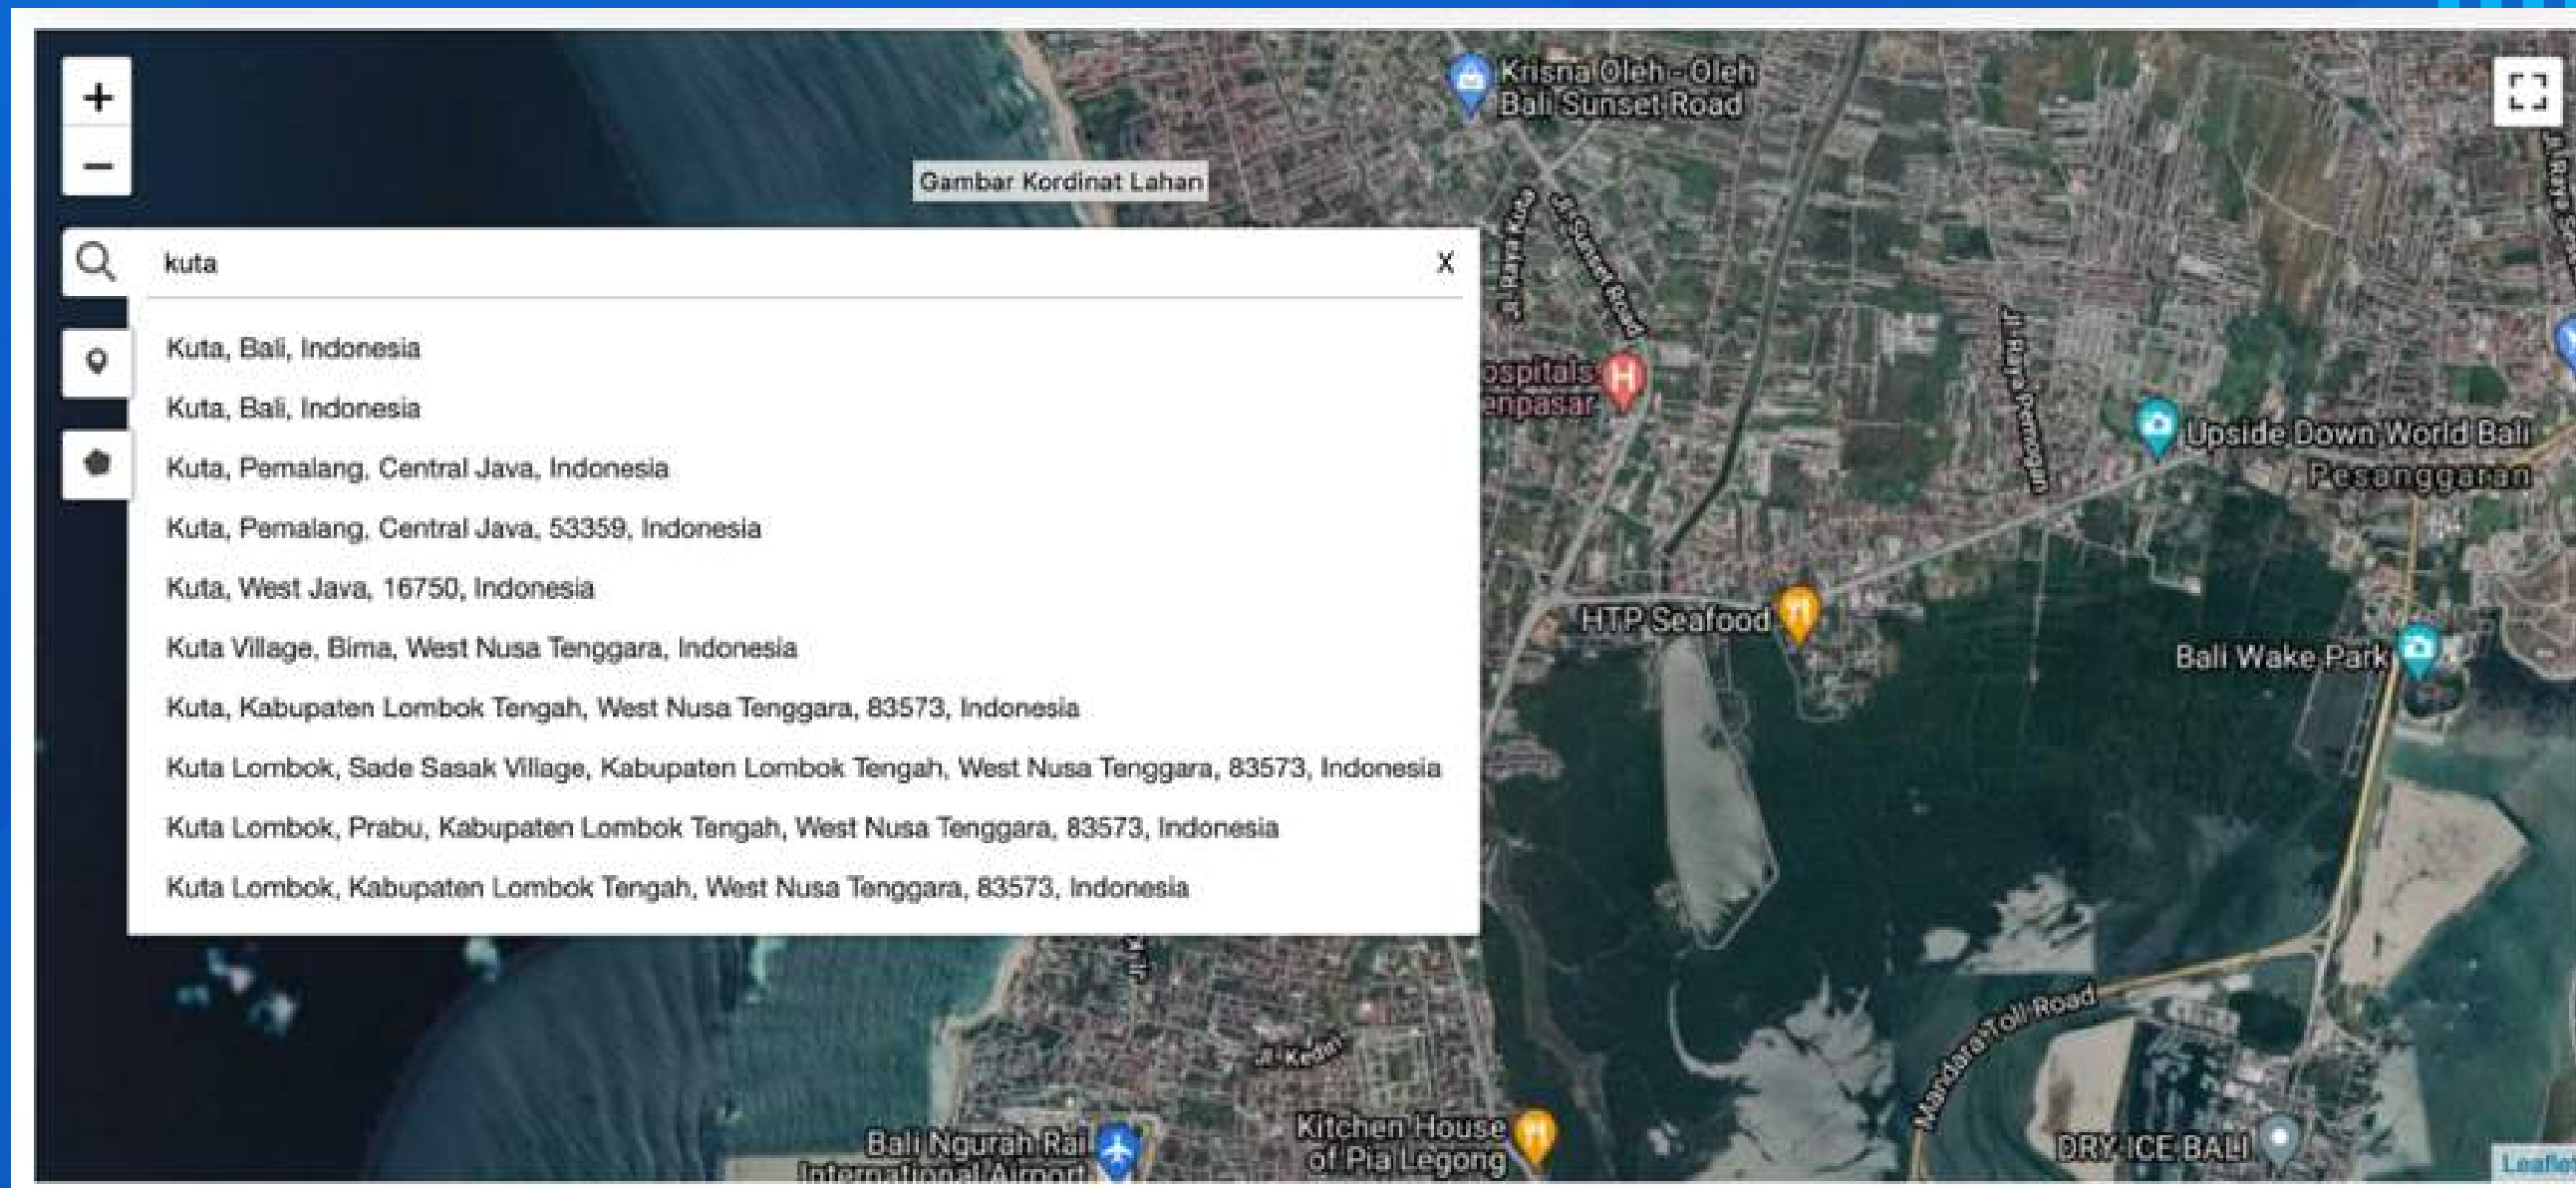 +
Krisna Oleh-Oleh
Bali Sunset Road
−
Gambar Kordinat Lahan
kuta
X
Kuta, Bali, Indonesia
Kuta, Bali, Indonesia
Kuta, Pemalang, Central Java, Indonesia
Kuta, Pemalang, Central Java, 53359, Indonesia
Kuta, West Java, 16750, Indonesia
Kuta Village, Bima, West Nusa Tenggara, Indonesia
Kuta, Kabupaten Lombok Tengah, West Nusa Tenggara, 83573, Indonesia
Kuta Lombok, Sade Sasak Village, Kabupaten Lombok Tengah, West Nusa Tenggara, 83573, Indonesia
Kuta Lombok, Prabu, Kabupaten Lombok Tengah, West Nusa Tenggara, 83573, Indonesia
Kuta Lombok, Kabupaten Lombok Tengah, West Nusa Tenggara, 83573, Indonesia
Jl. Raya Kuta
Jl. Sunset Road
ospitals
enpasar
H
Jl. Raya Pemogan
Upside Down World Bali
Pesanggaran
HTP Seafood
Bali Wake Park
Mandara Toll Road
Jl. Kediri
Bali Ngurah Rai
International Airport
Kitchen House
of Pia Legong
DRY ICE BALI